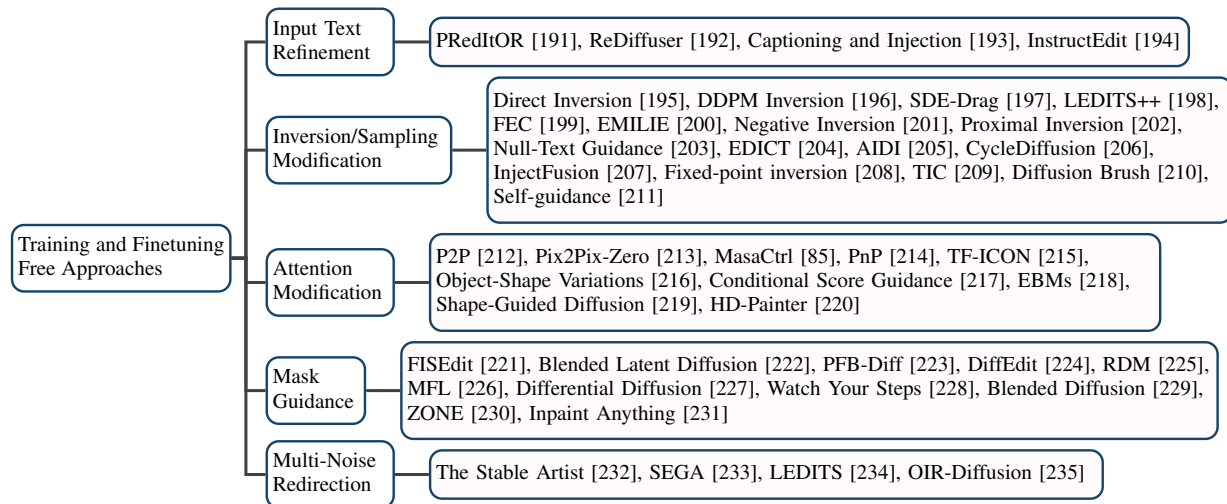 Input Text
Refinement
PRedItOR [191], ReDiffuser [192], Captioning and Injection [193], InstructEdit [194]
Inversion/Sampling
Modification
Direct Inversion [195], DDPM Inversion [196], SDE-Drag [197], LEDITS++ [198],
FEC [199], EMILIE [200], Negative Inversion [201], Proximal Inversion [202],
Null-Text Guidance [203], EDICT [204], AIDI [205], CycleDiffusion [206],
InjectFusion [207], Fixed-point inversion [208], TIC [209], Diffusion Brush [210],
Self-guidance [211]
Training and Finetuning
Free Approaches
Attention
Modification
P2P [212], Pix2Pix-Zero [213], MasaCtrl [85], PnP [214], TF-ICON [215],
Object-Shape Variations [216], Conditional Score Guidance [217], EBMs [218],
Shape-Guided Diffusion [219], HD-Painter [220]
Mask
Guidance
FISEdit [221], Blended Latent Diffusion [222], PFB-Diff [223], DiffEdit [224], RDM [225],
MFL [226], Differential Diffusion [227], Watch Your Steps [228], Blended Diffusion [229],
ZONE [230], Inpaint Anything [231]
Multi-Noise
Redirection
The Stable Artist [232], SEGA [233], LEDITS [234], OIR-Diffusion [235]